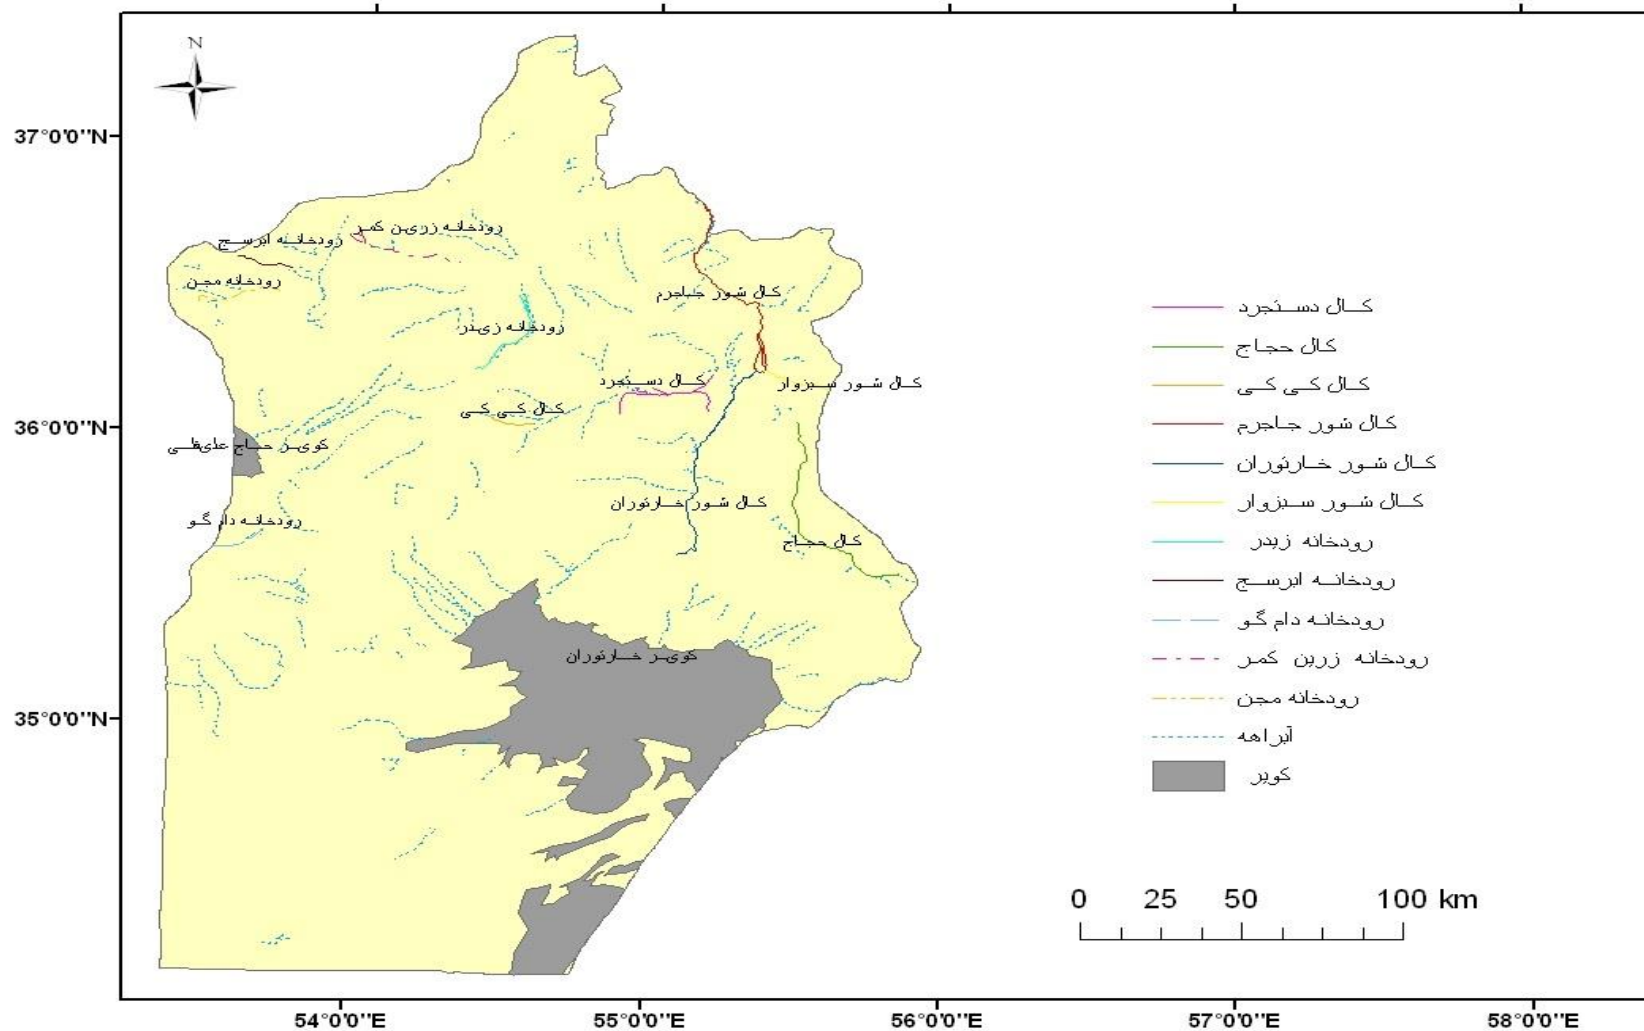 N
37°0'0"N
36°0'0"N
35°0'0"N
رودخانه زرین کمر
رودخانه ابرسج
رودخانه مجن
کال شور جاجرم
رودخانه زیدر
کال دستجرد
کال شور سبزوار
کال کی کی
کویر حاج علی‌قلی
کال شور خارتوران
رودخانه دام گو
کال حجاج
کویر خارتوران
کال دستجرد
کال حجاج
کال کی کی
کال شور جاجرم
کال شور خارتوران
کال شور سبزوار
رودخانه زیدر
رودخانه ابرسج
رودخانه دام گو
رودخانه زرین کمر
رودخانه مجن
آبراهه
کویر
0 25 50 100 km
54°0'0"E 55°0'0"E 56°0'0"E 57°0'0"E 58°0'0"E